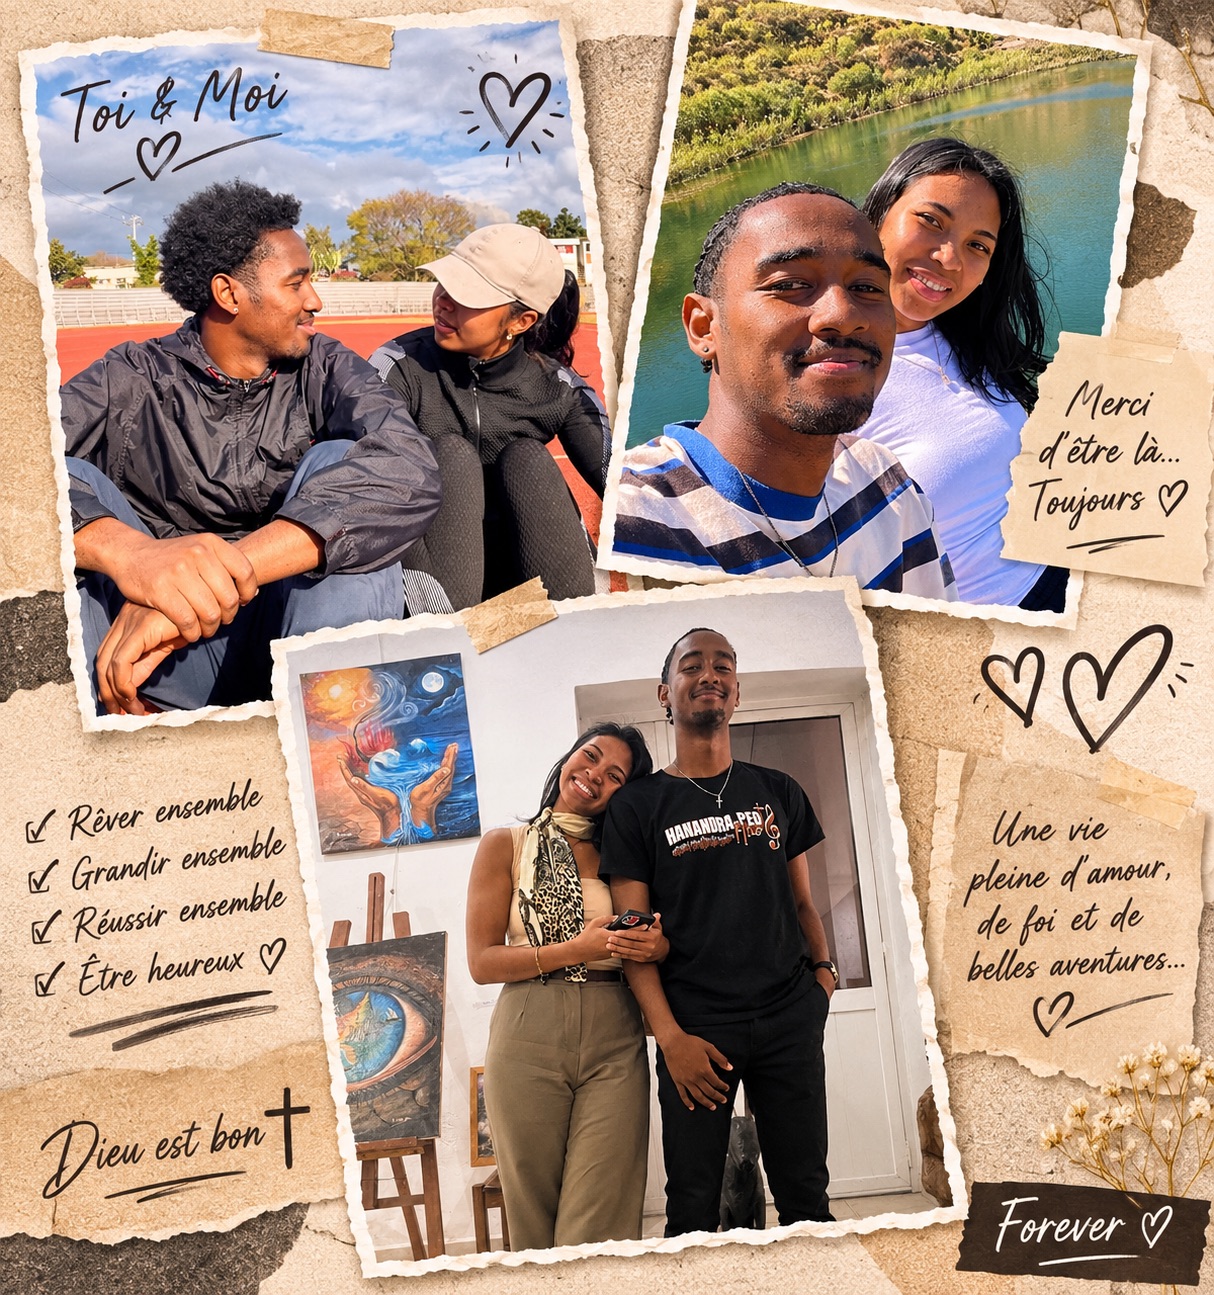 Toi & Moi
Merci
d'être là...
Toujours
Rêver ensemble
Grandir ensemble
Réussir ensemble
Être heureux
Une vie
pleine d'amour,
de foi et de
belles aventures...
Dieu est bon
Forever
HANANDRA PEO